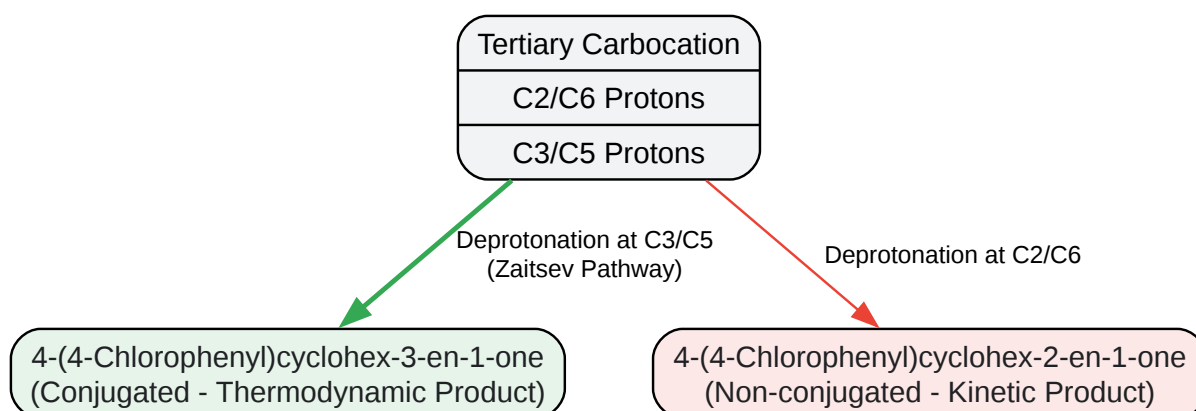 Tertiary Carbocation
C2/C6 Protons
C3/C5 Protons
Deprotonation at C3/C5
(Zaitsev Pathway)
Deprotonation at C2/C6
4-(4-Chlorophenyl)cyclohex-3-en-1-one
(Conjugated - Thermodynamic Product)
4-(4-Chlorophenyl)cyclohex-2-en-1-one
(Non-conjugated - Kinetic Product)